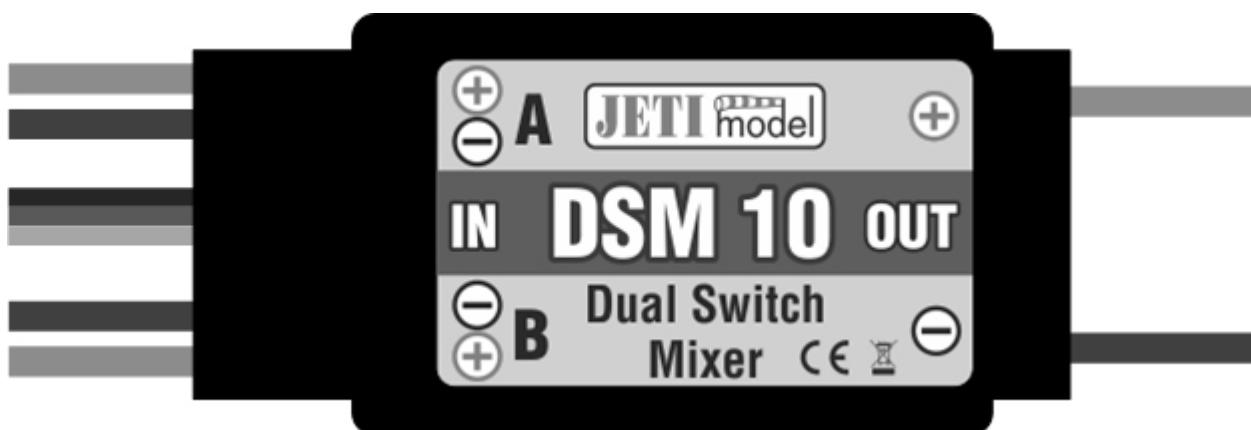 A JETI model
IN DSM 10 OUT
B Dual Switch
Mixer CE